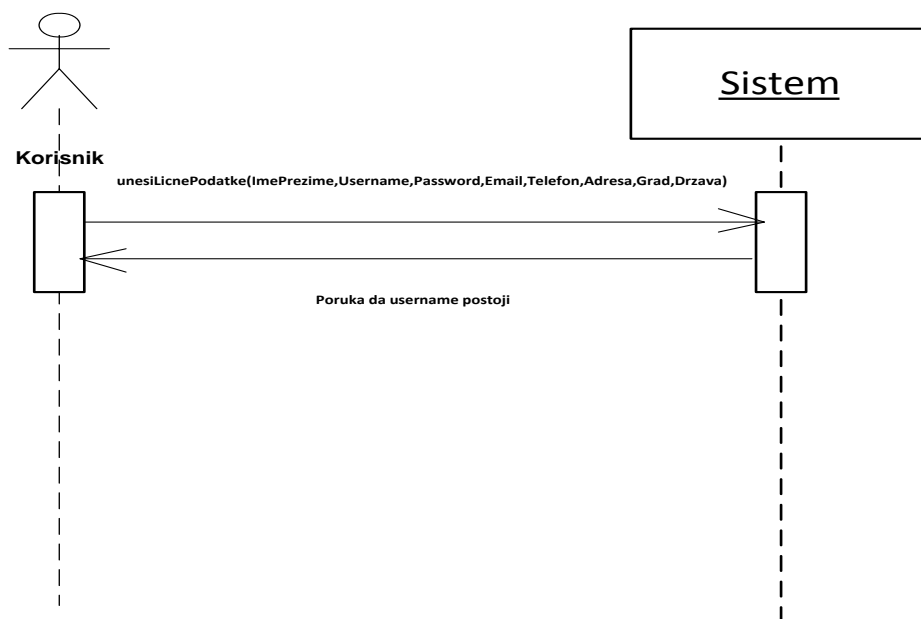 Sistem
Korisnik
unesiLicnePodatke(ImePrezime,Username,Password,Email,Telefon,Adresa,Grad,Drzava)
Poruka da username postoji